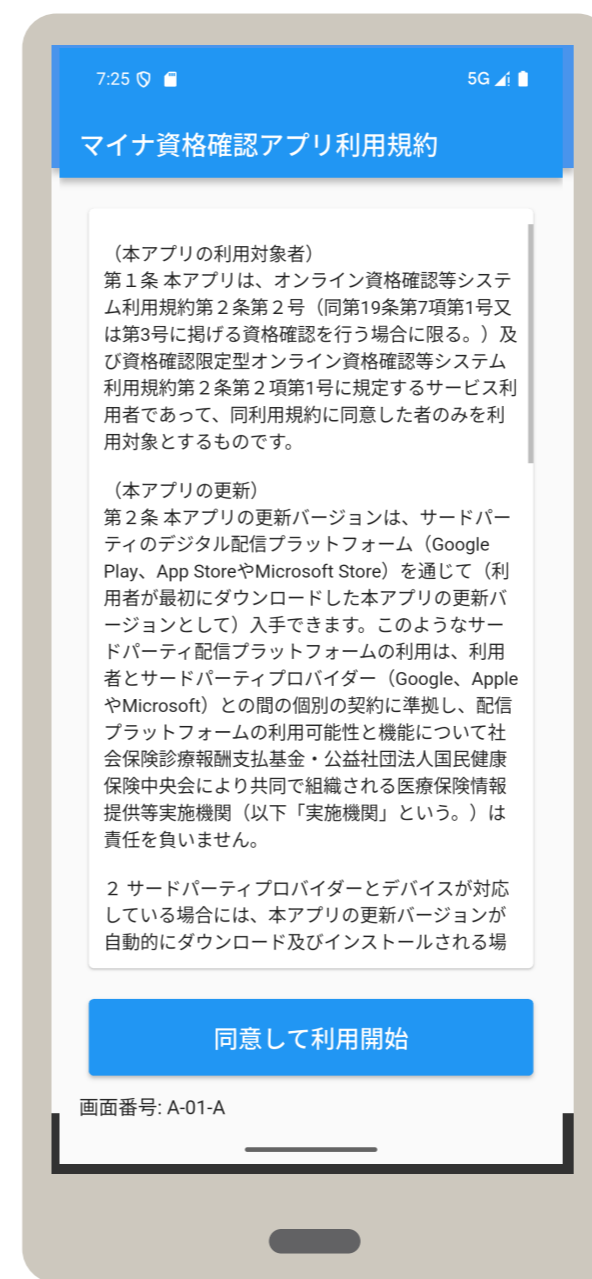 7:25 5G
マイナ資格確認アプリ利用規約
（本アプリの利用対象者）
第１条 本アプリは、オンライン資格確認等システ
ム利用規約第２条第２号（同第19条第7項第1号又
は第3号に掲げる資格確認を行う場合に限る。）及
び資格確認限定型オンライン資格確認等システム
利用規約第２条第２項第1号に規定するサービス利
用者であって、同利用規約に同意した者のみを利
用対象とするものです。
（本アプリの更新）
第２条 本アプリの更新バージョンは、サードパー
ティのデジタル配信プラットフォーム（Google
Play、App StoreやMicrosoft Store）を通じて（利
用者が最初にダウンロードした本アプリの更新バ
ージョンとして）入手できます。このようなサー
ドパーティ配信プラットフォームの利用は、利用
者とサードパーティプロバイダー（Google、Apple
やMicrosoft）との間の個別の契約に準拠し、配信
プラットフォームの利用可能性と機能について社
会保険診療報酬支払基金・公益社団法人国民健康
保険中央会により共同で組織される医療保険情報
提供等実施機関（以下「実施機関」という。）は
責任を負いません。
２ サードパーティプロバイダーとデバイスが対応
している場合には、本アプリの更新バージョンが
自動的にダウンロード及びインストールされる場
同意して利用開始
画面番号: A-01-A